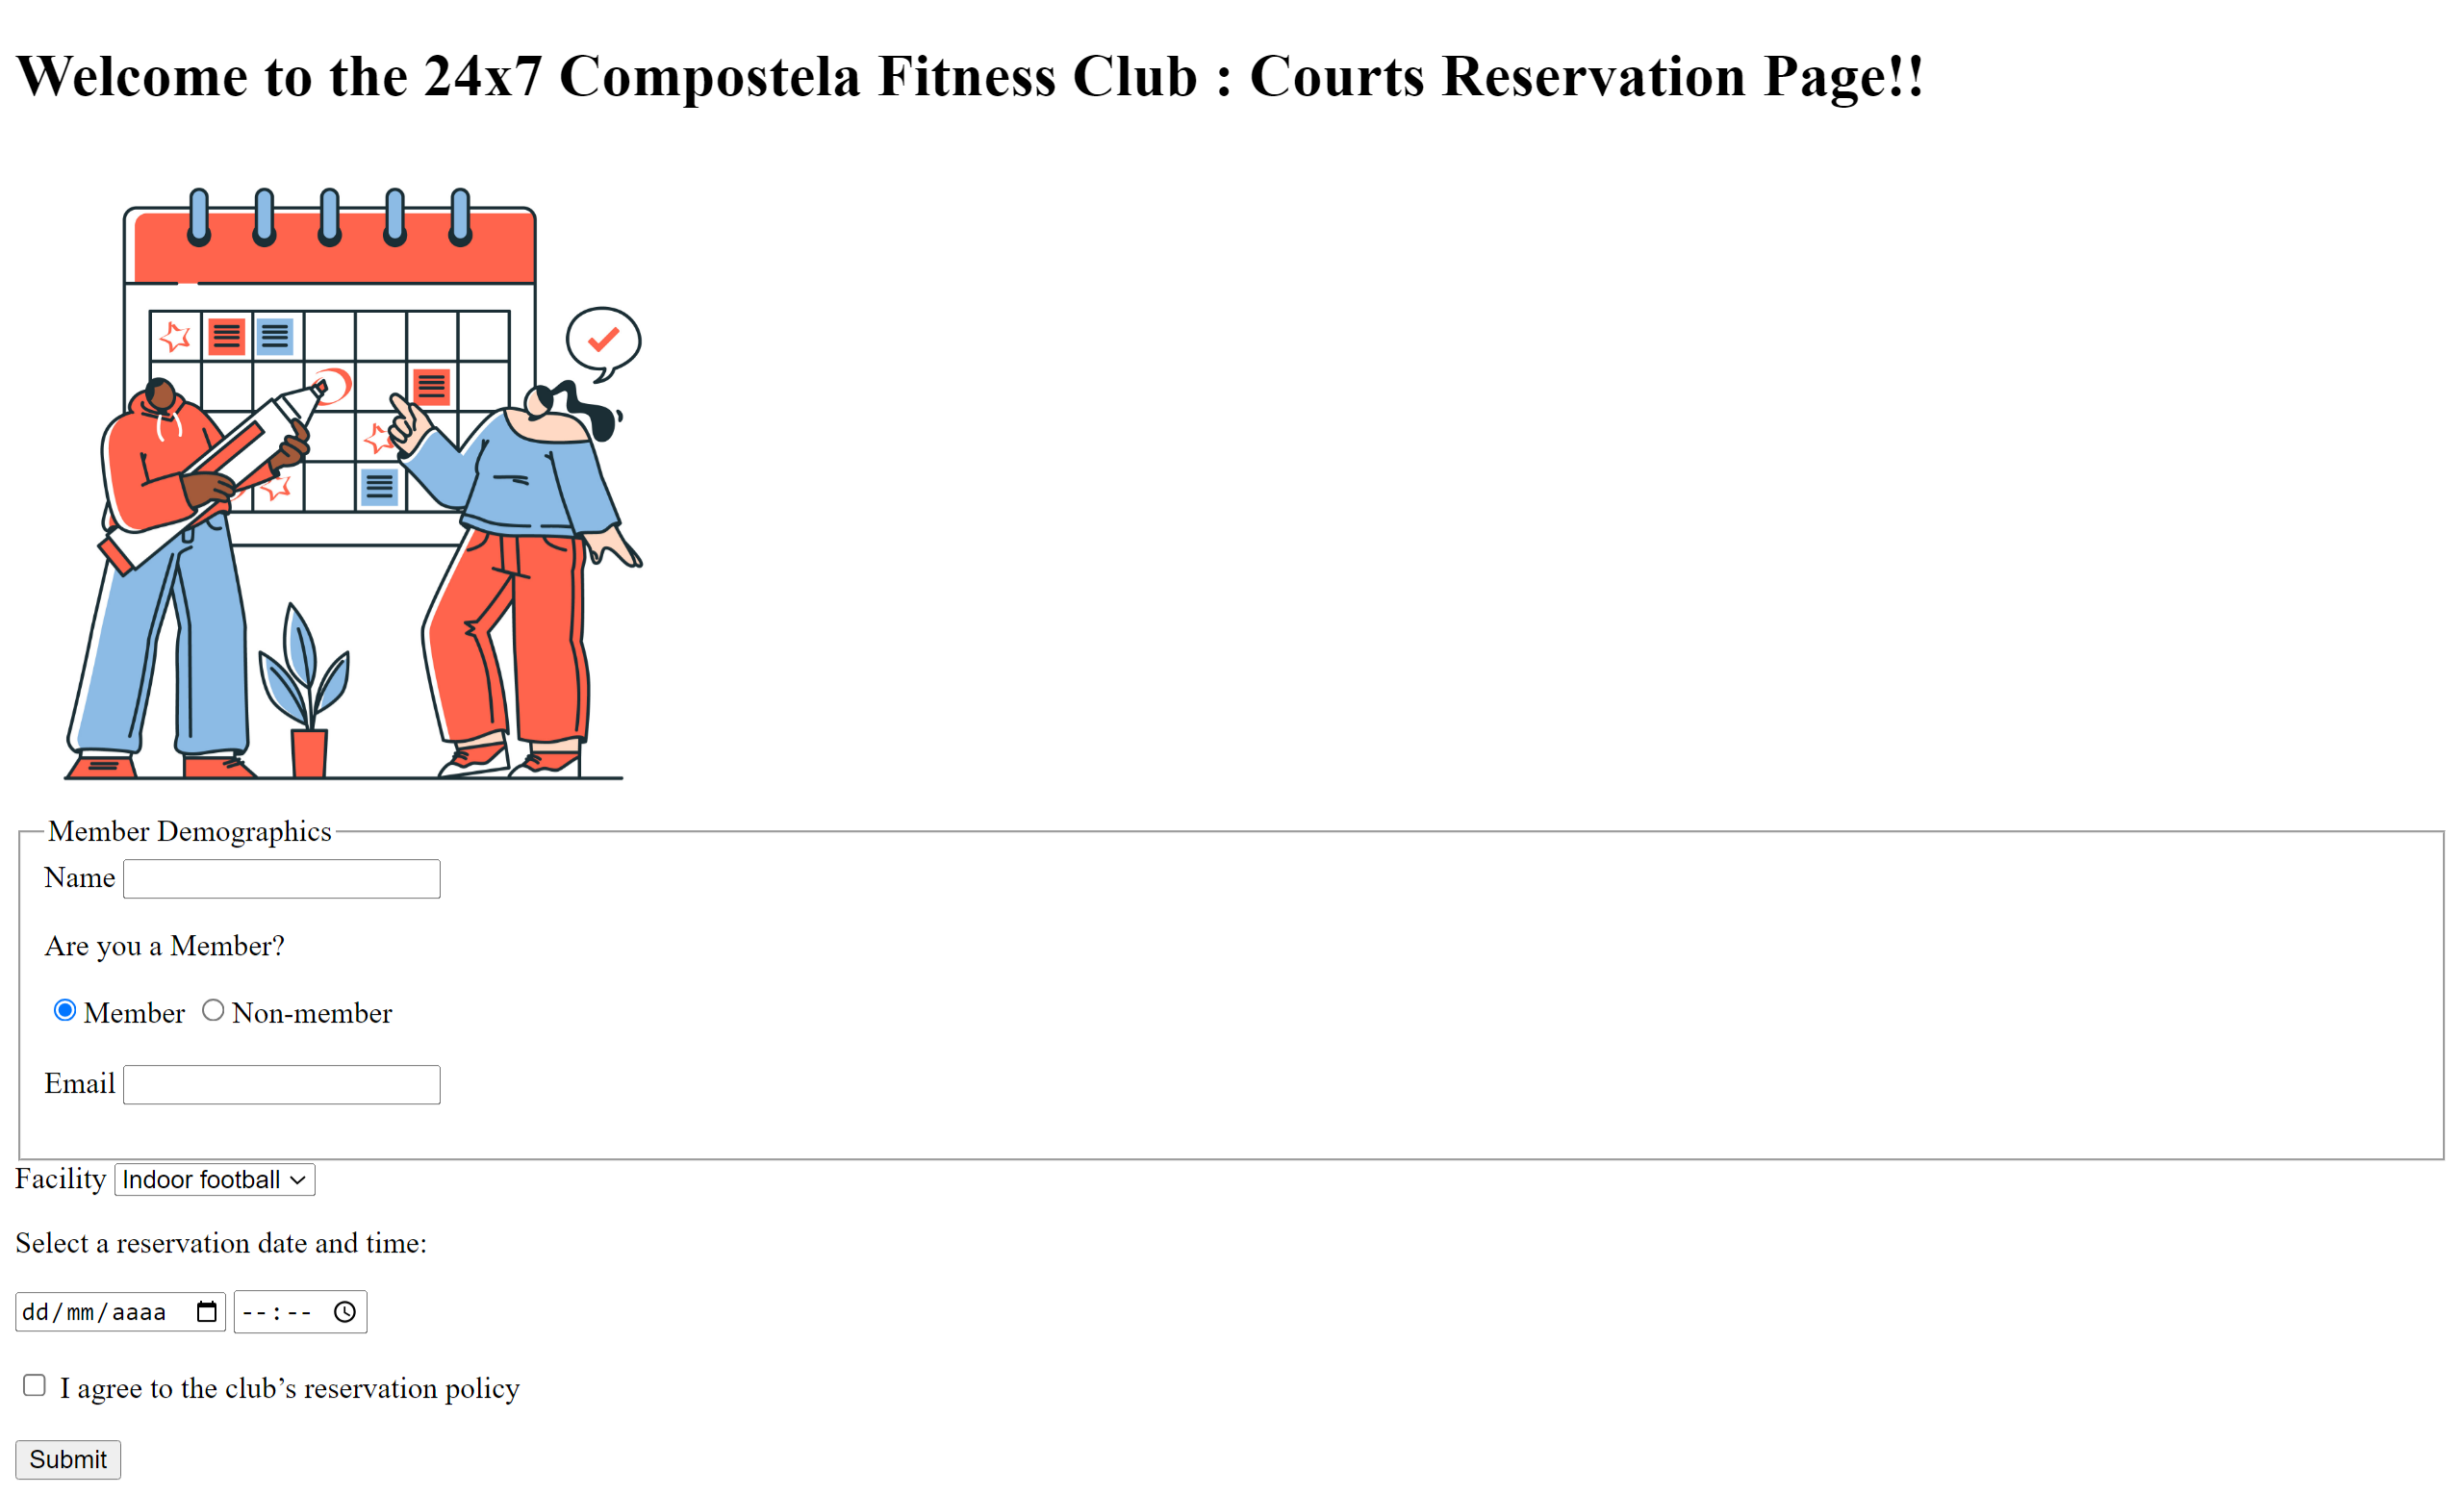 Welcome to the 24x7 Compostela Fitness Club : Courts Reservation Page!!
Member Demographics
Name
Are you a Member?
Member Non-member
Email
Facility Indoor football
Select a reservation date and time:
dd/mm/aaaa --:--
I agree to the club’s reservation policy
Submit